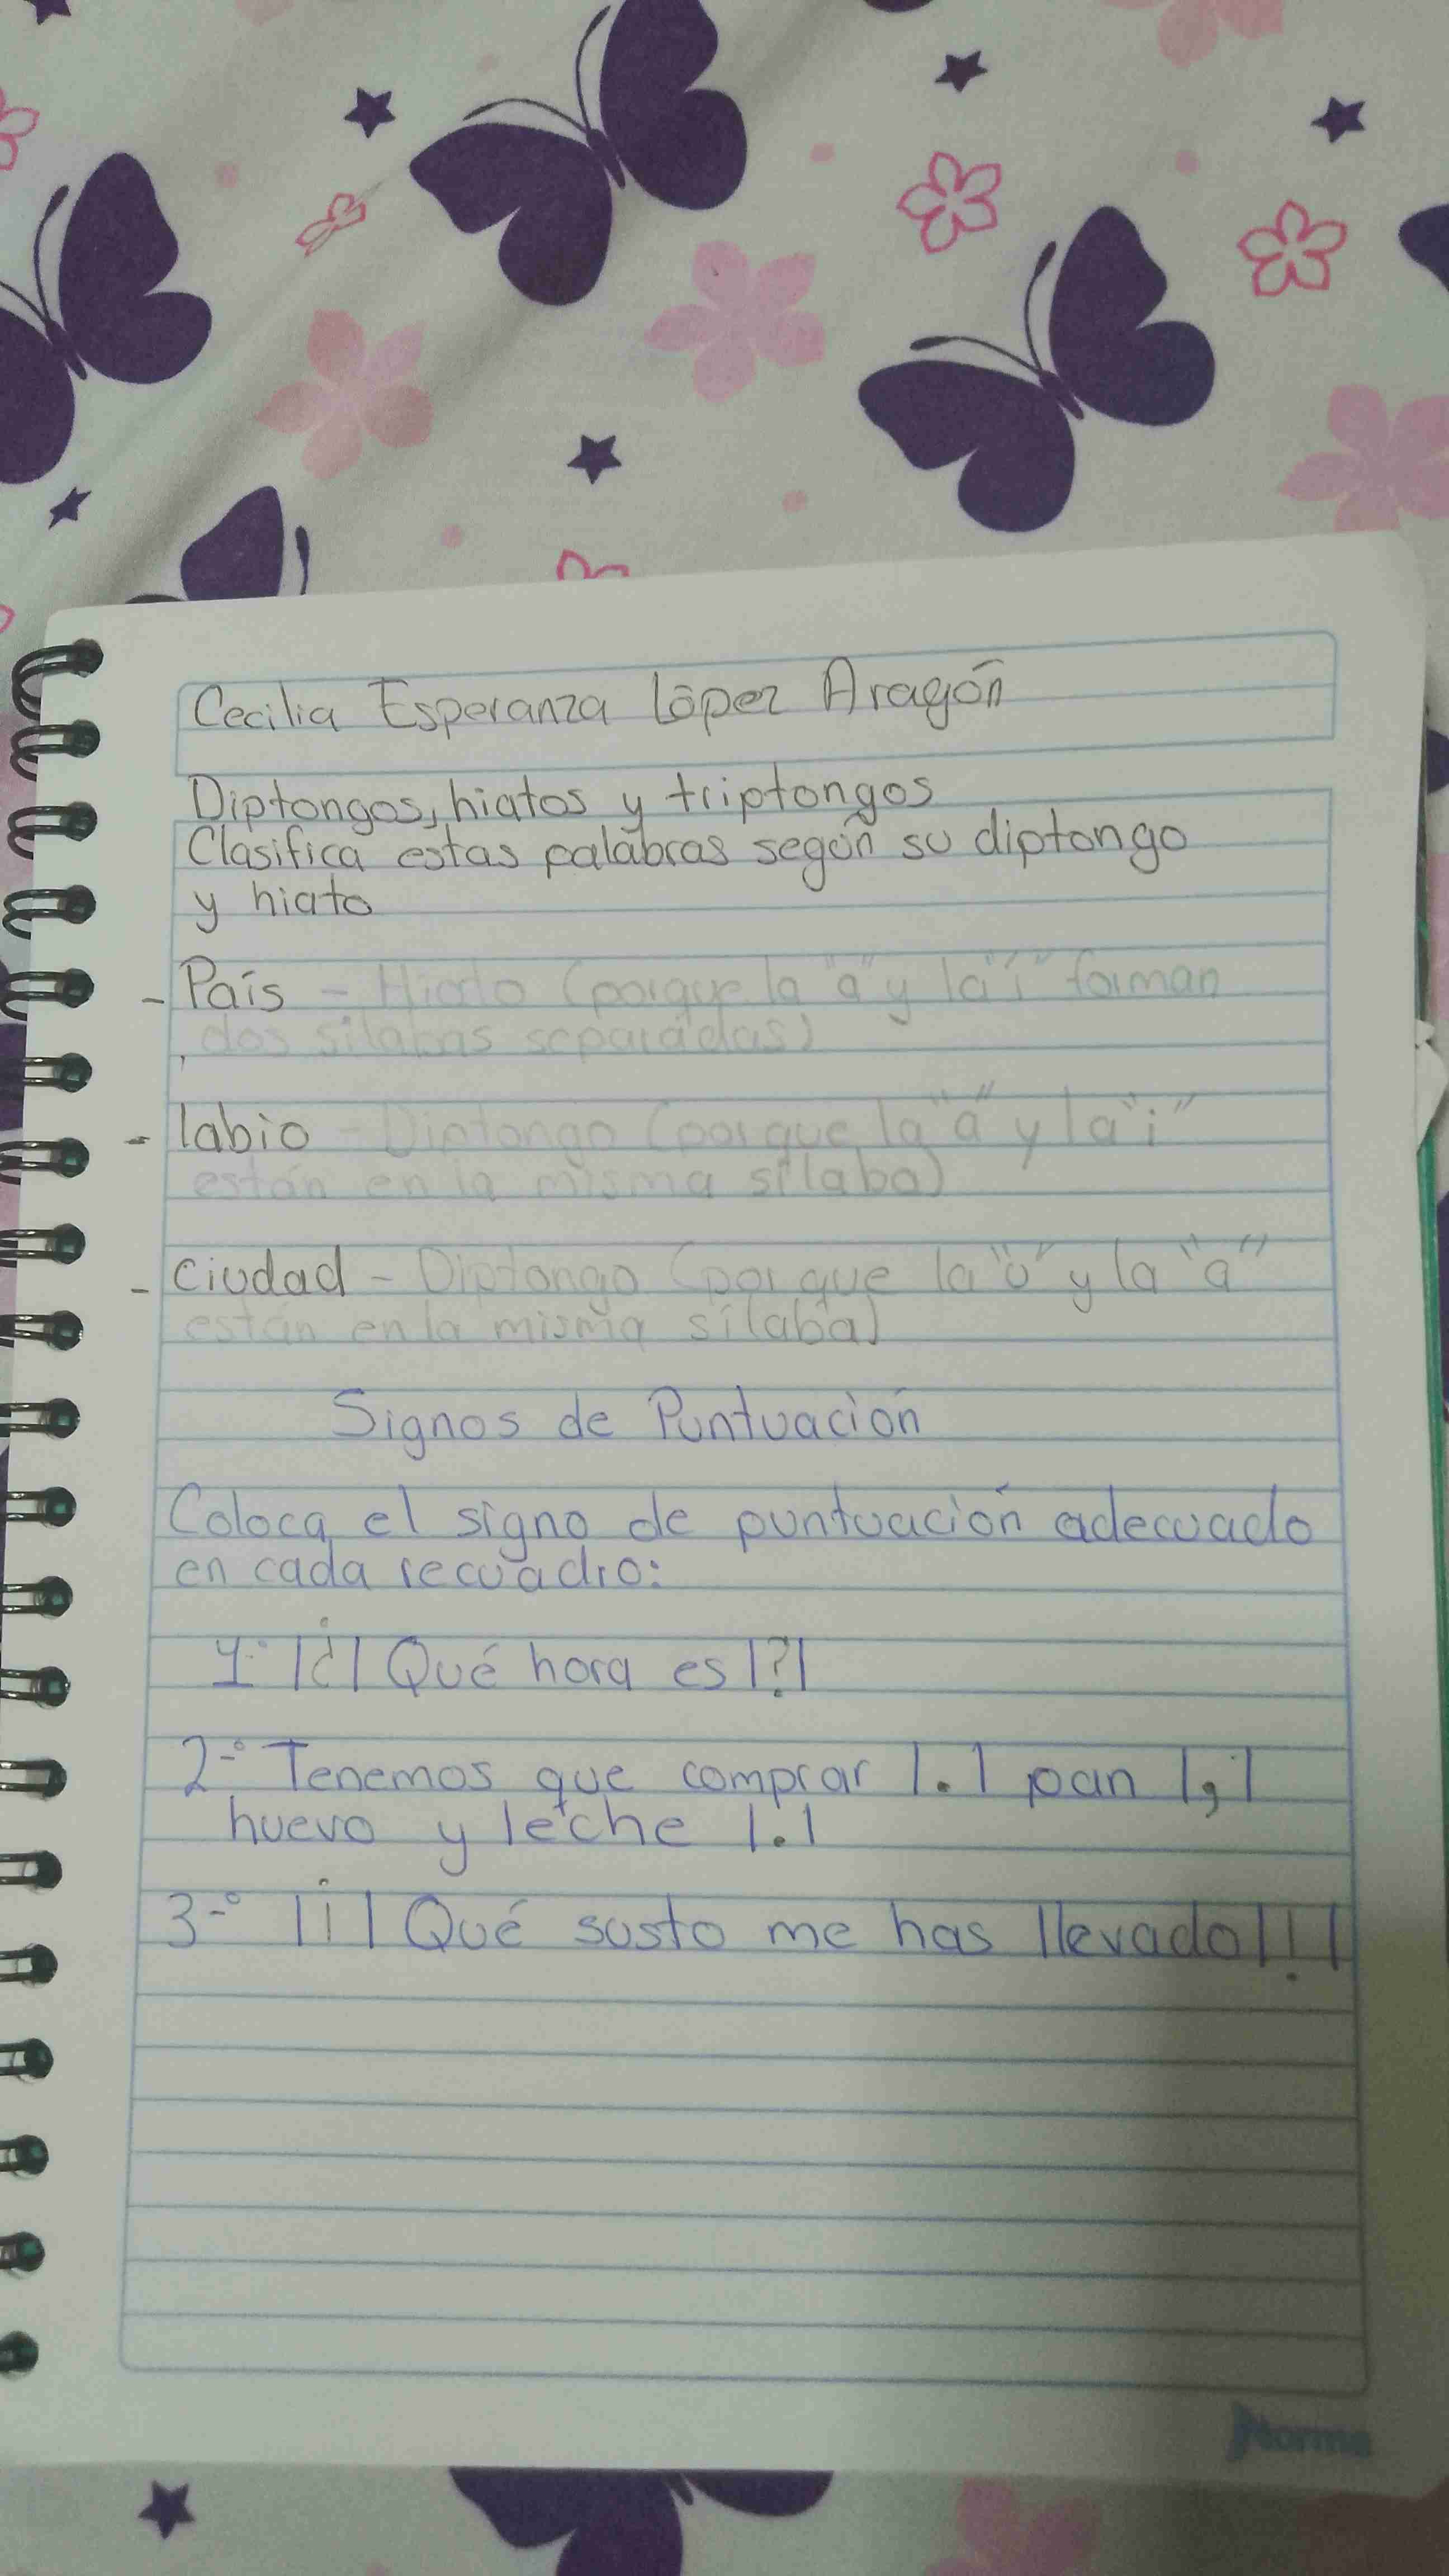 Cecilia Esperanza López Aragón
Diptongos, hiatos y triptongos
Clasifica estas palabras según su diptongo
y hiato
- País - Hiato (porque la "a" y la "í" forman
dos sílabas separadas)
- labio - Diptongo (porque la "a" y la "i"
están en la misma sílaba)
- ciudad - Diptongo (porque la "u" y la "a"
están en la misma sílaba)
Signos de Puntuación
Coloca el signo de puntuación adecuado
en cada recuadro:
1-° |¿| Qué hora es |?|
2-° Tenemos que comprar |.| pan |,|
huevo y leche |.|
3-° |¡| Qué susto me has llevado |!|
Norma